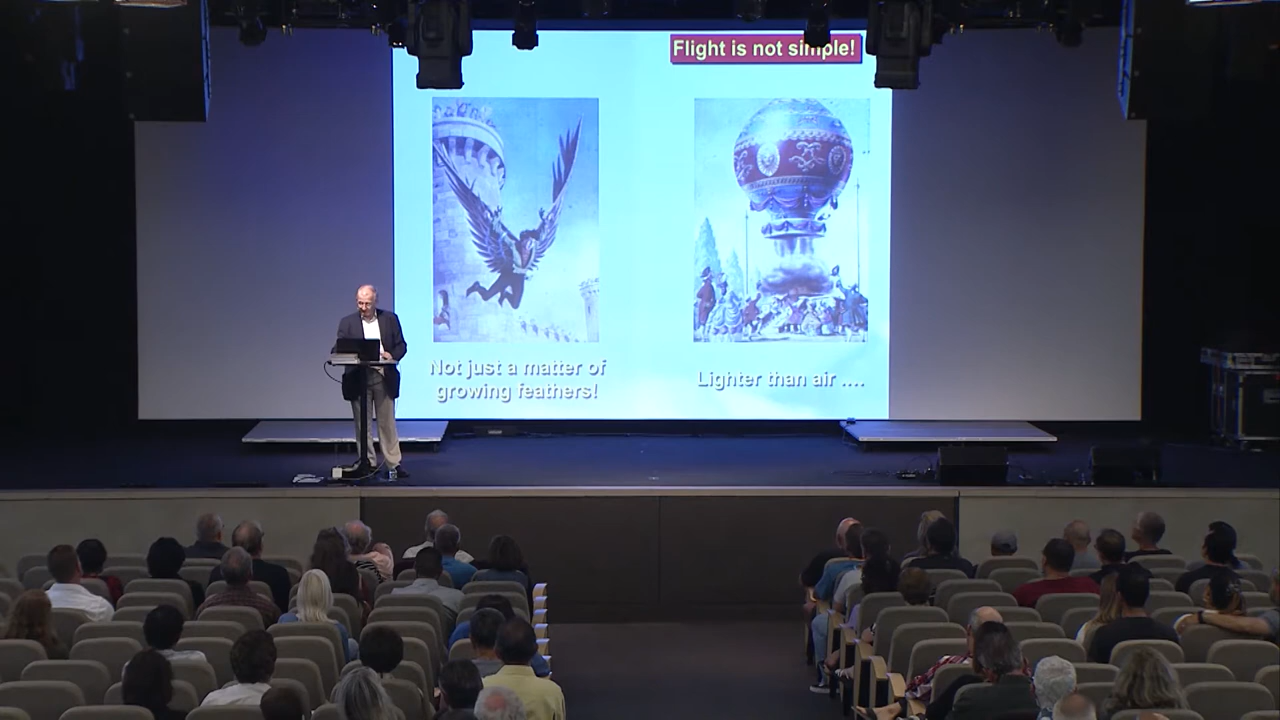 Flight is not simple!
Not just a matter of
growing feathers!
Lighter than air ....